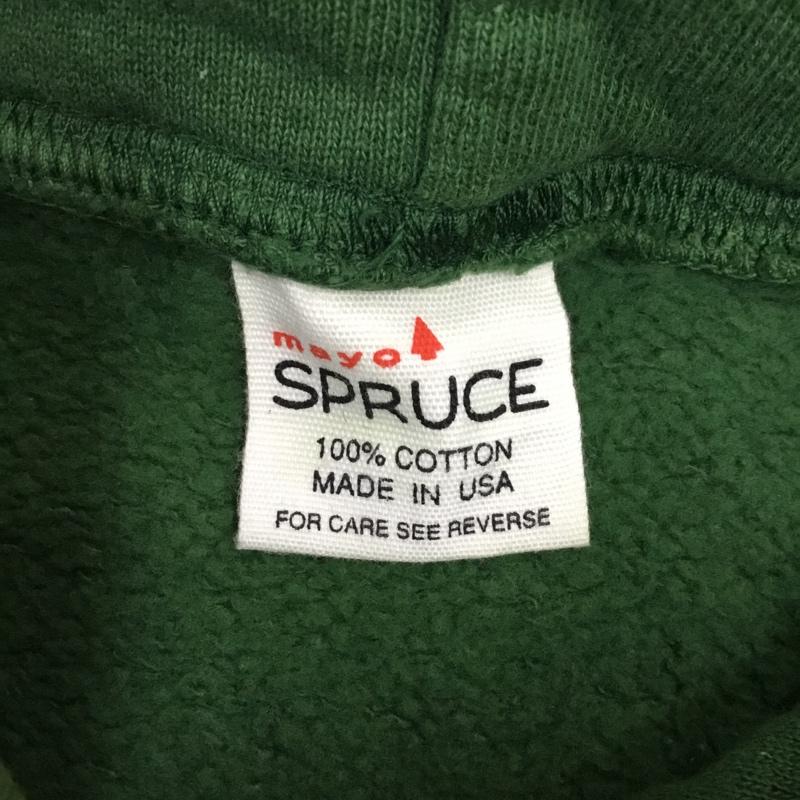 mayo
SPRUCE
100% COTTON
MADE IN USA
FOR CARE SEE REVERSE